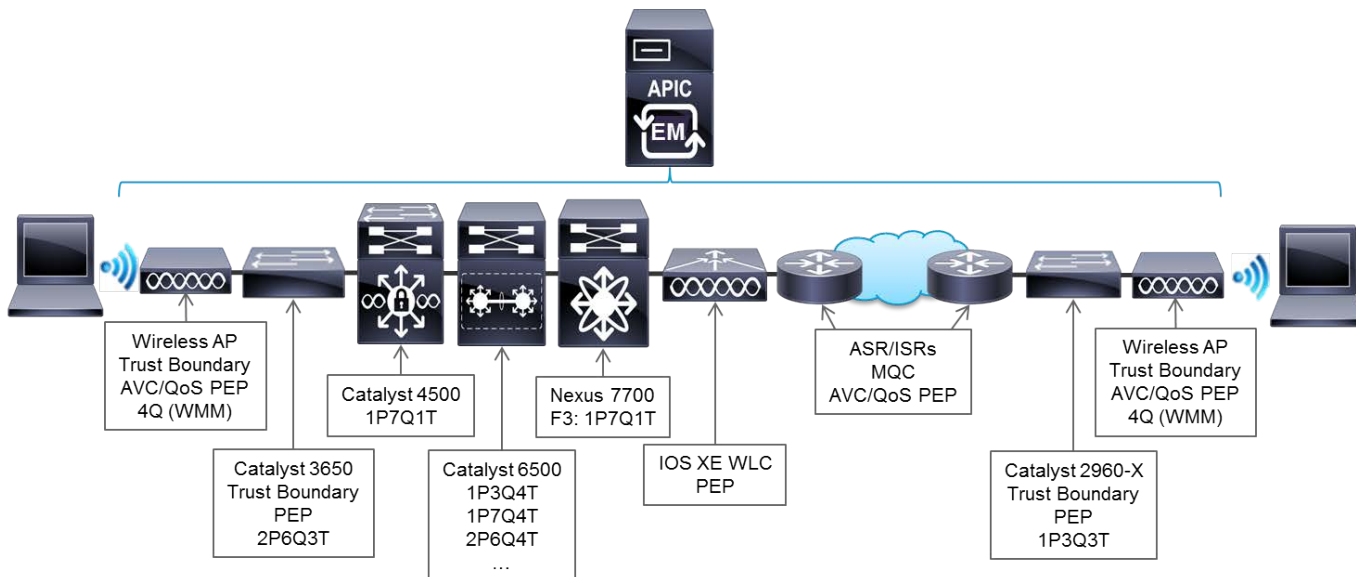 APIC
EM
Wireless AP
Trust Boundary
AVC/QoS PEP
4Q (WMM)
Catalyst 3650
Trust Boundary
PEP
2P6Q3T
Catalyst 4500
1P7Q1T
Catalyst 6500
1P3Q4T
1P7Q4T
2P6Q4T
…
Nexus 7700
F3: 1P7Q1T
IOS XE WLC
PEP
ASR/ISRs
MQC
AVC/QoS PEP
Catalyst 2960-X
Trust Boundary
PEP
1P3Q3T
Wireless AP
Trust Boundary
AVC/QoS PEP
4Q (WMM)